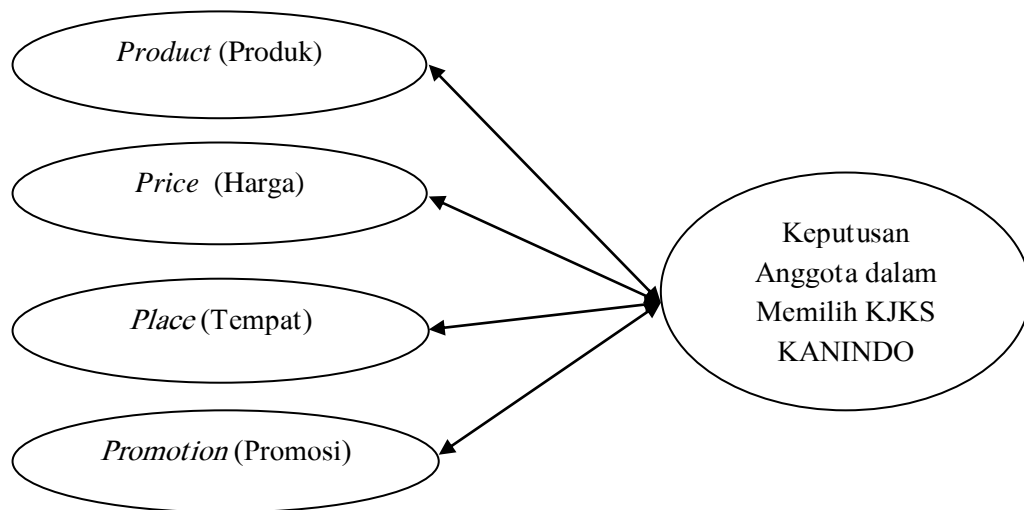 Product (Produk)
Price (Harga)
Place (Tempat)
Promotion (Promosi)
Keputusan
Anggota dalam
Memilih KJKS
KANINDO